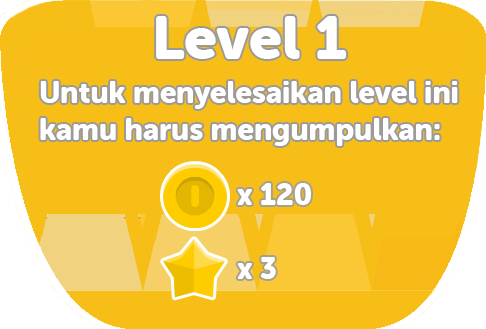 Level 1
Untuk menyelesaikan level ini
kamu harus mengumpulkan:
x 120
x 3